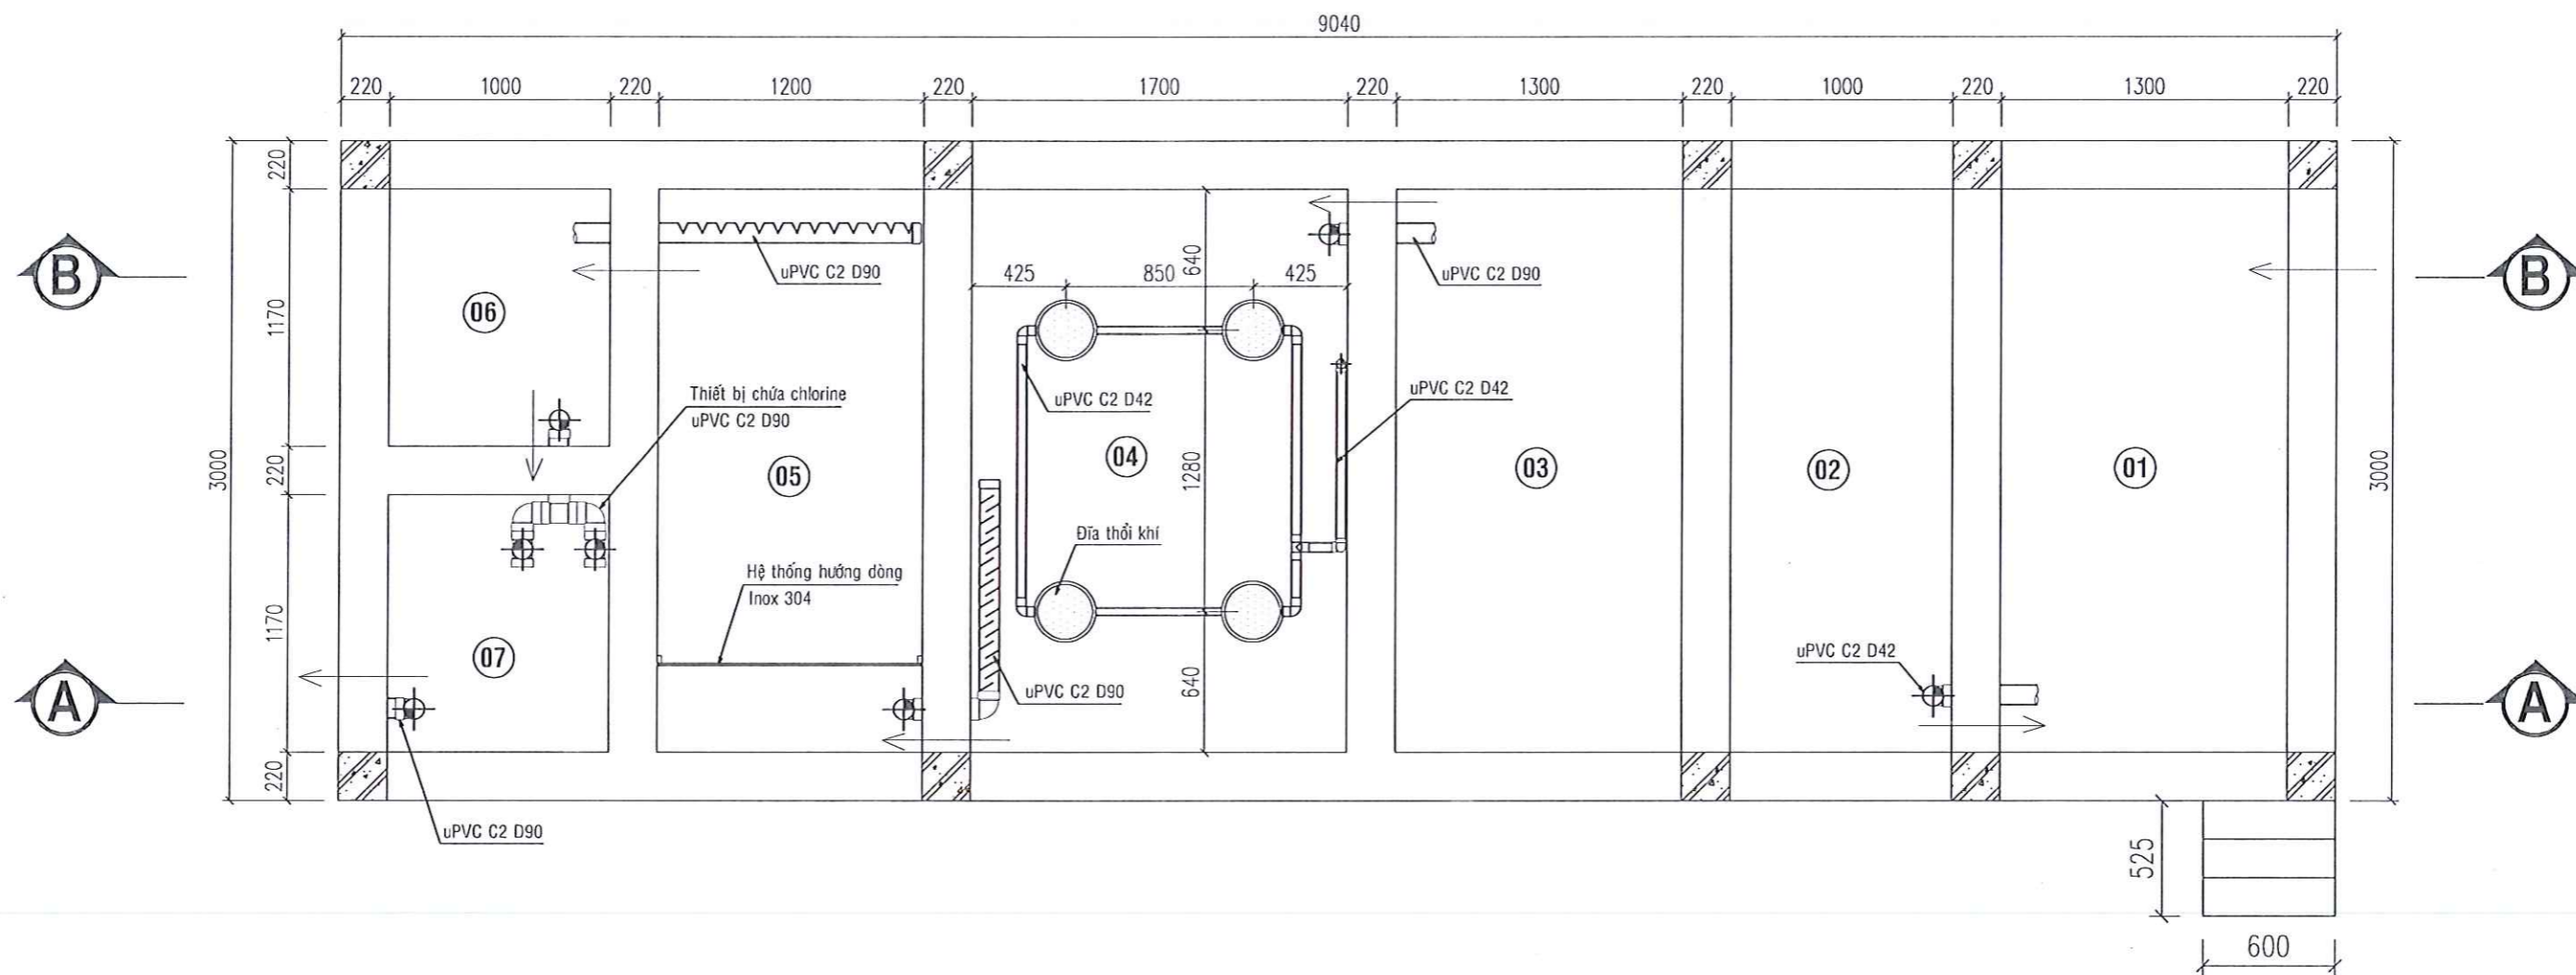 9040
220 1000 220 1200 220 1700 220 1300 220 1000 220 1300 220
220
1170
220
1170
220
3000
3000
B
B
A
A
uPVC C2 D90
425 850 425
640
1280
640
uPVC C2 D90
06
Thiết bị chứa chlorine
uPVC C2 D90
uPVC C2 D42
uPVC C2 D42
05
04
03
02
01
Đĩa thổi khí
Hệ thống hướng dòng
Inox 304
07
uPVC C2 D90
uPVC C2 D42
uPVC C2 D90
525
600